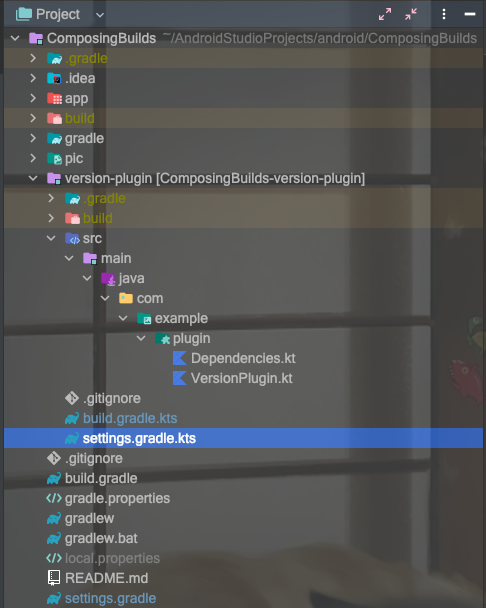 Project
ComposingBuilds ~/AndroidStudioProjects/android/ComposingBuilds
.gradle
.idea
app
build
gradle
pic
version-plugin [ComposingBuilds-version-plugin]
.gradle
build
src
main
java
com
example
plugin
Dependencies.kt
VersionPlugin.kt
.gitignore
build.gradle.kts
settings.gradle.kts
.gitignore
build.gradle
gradle.properties
gradlew
gradlew.bat
local.properties
README.md
settings.gradle